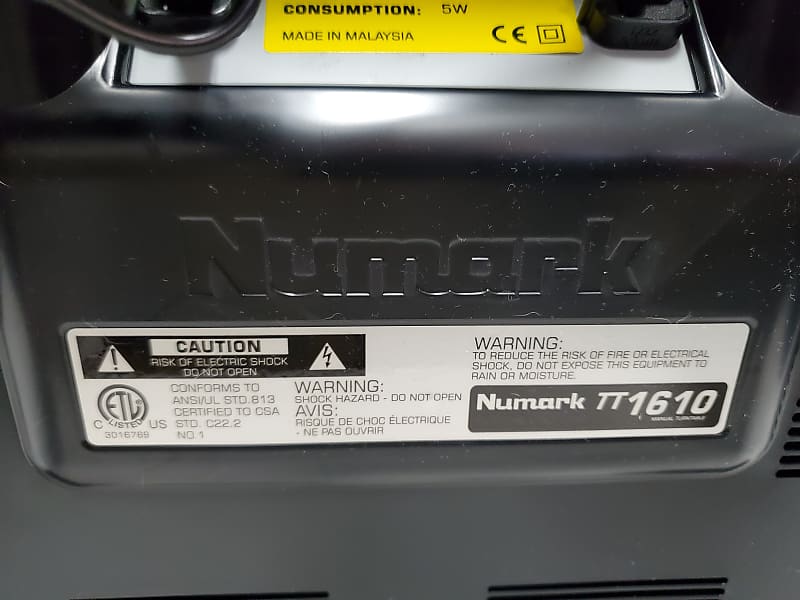 CONSUMPTION: 5W
MADE IN MALAYSIA
CE
Numark
CAUTION
RISK OF ELECTRIC SHOCK
DO NOT OPEN
ETL
LISTED
C US
3016769
CONFORMS TO
ANSI/UL STD.813
CERTIFIED TO CSA
STD. C22.2
NO.1
WARNING:
SHOCK HAZARD - DO NOT OPEN
AVIS:
RISQUE DE CHOC ÉLECTRIQUE
- NE PAS OUVRIR
WARNING:
TO REDUCE THE RISK OF FIRE OR ELECTRICAL
SHOCK, DO NOT EXPOSE THIS EQUIPMENT TO
RAIN OR MOISTURE.
Numark TT1610
MANUAL TURNTABLE